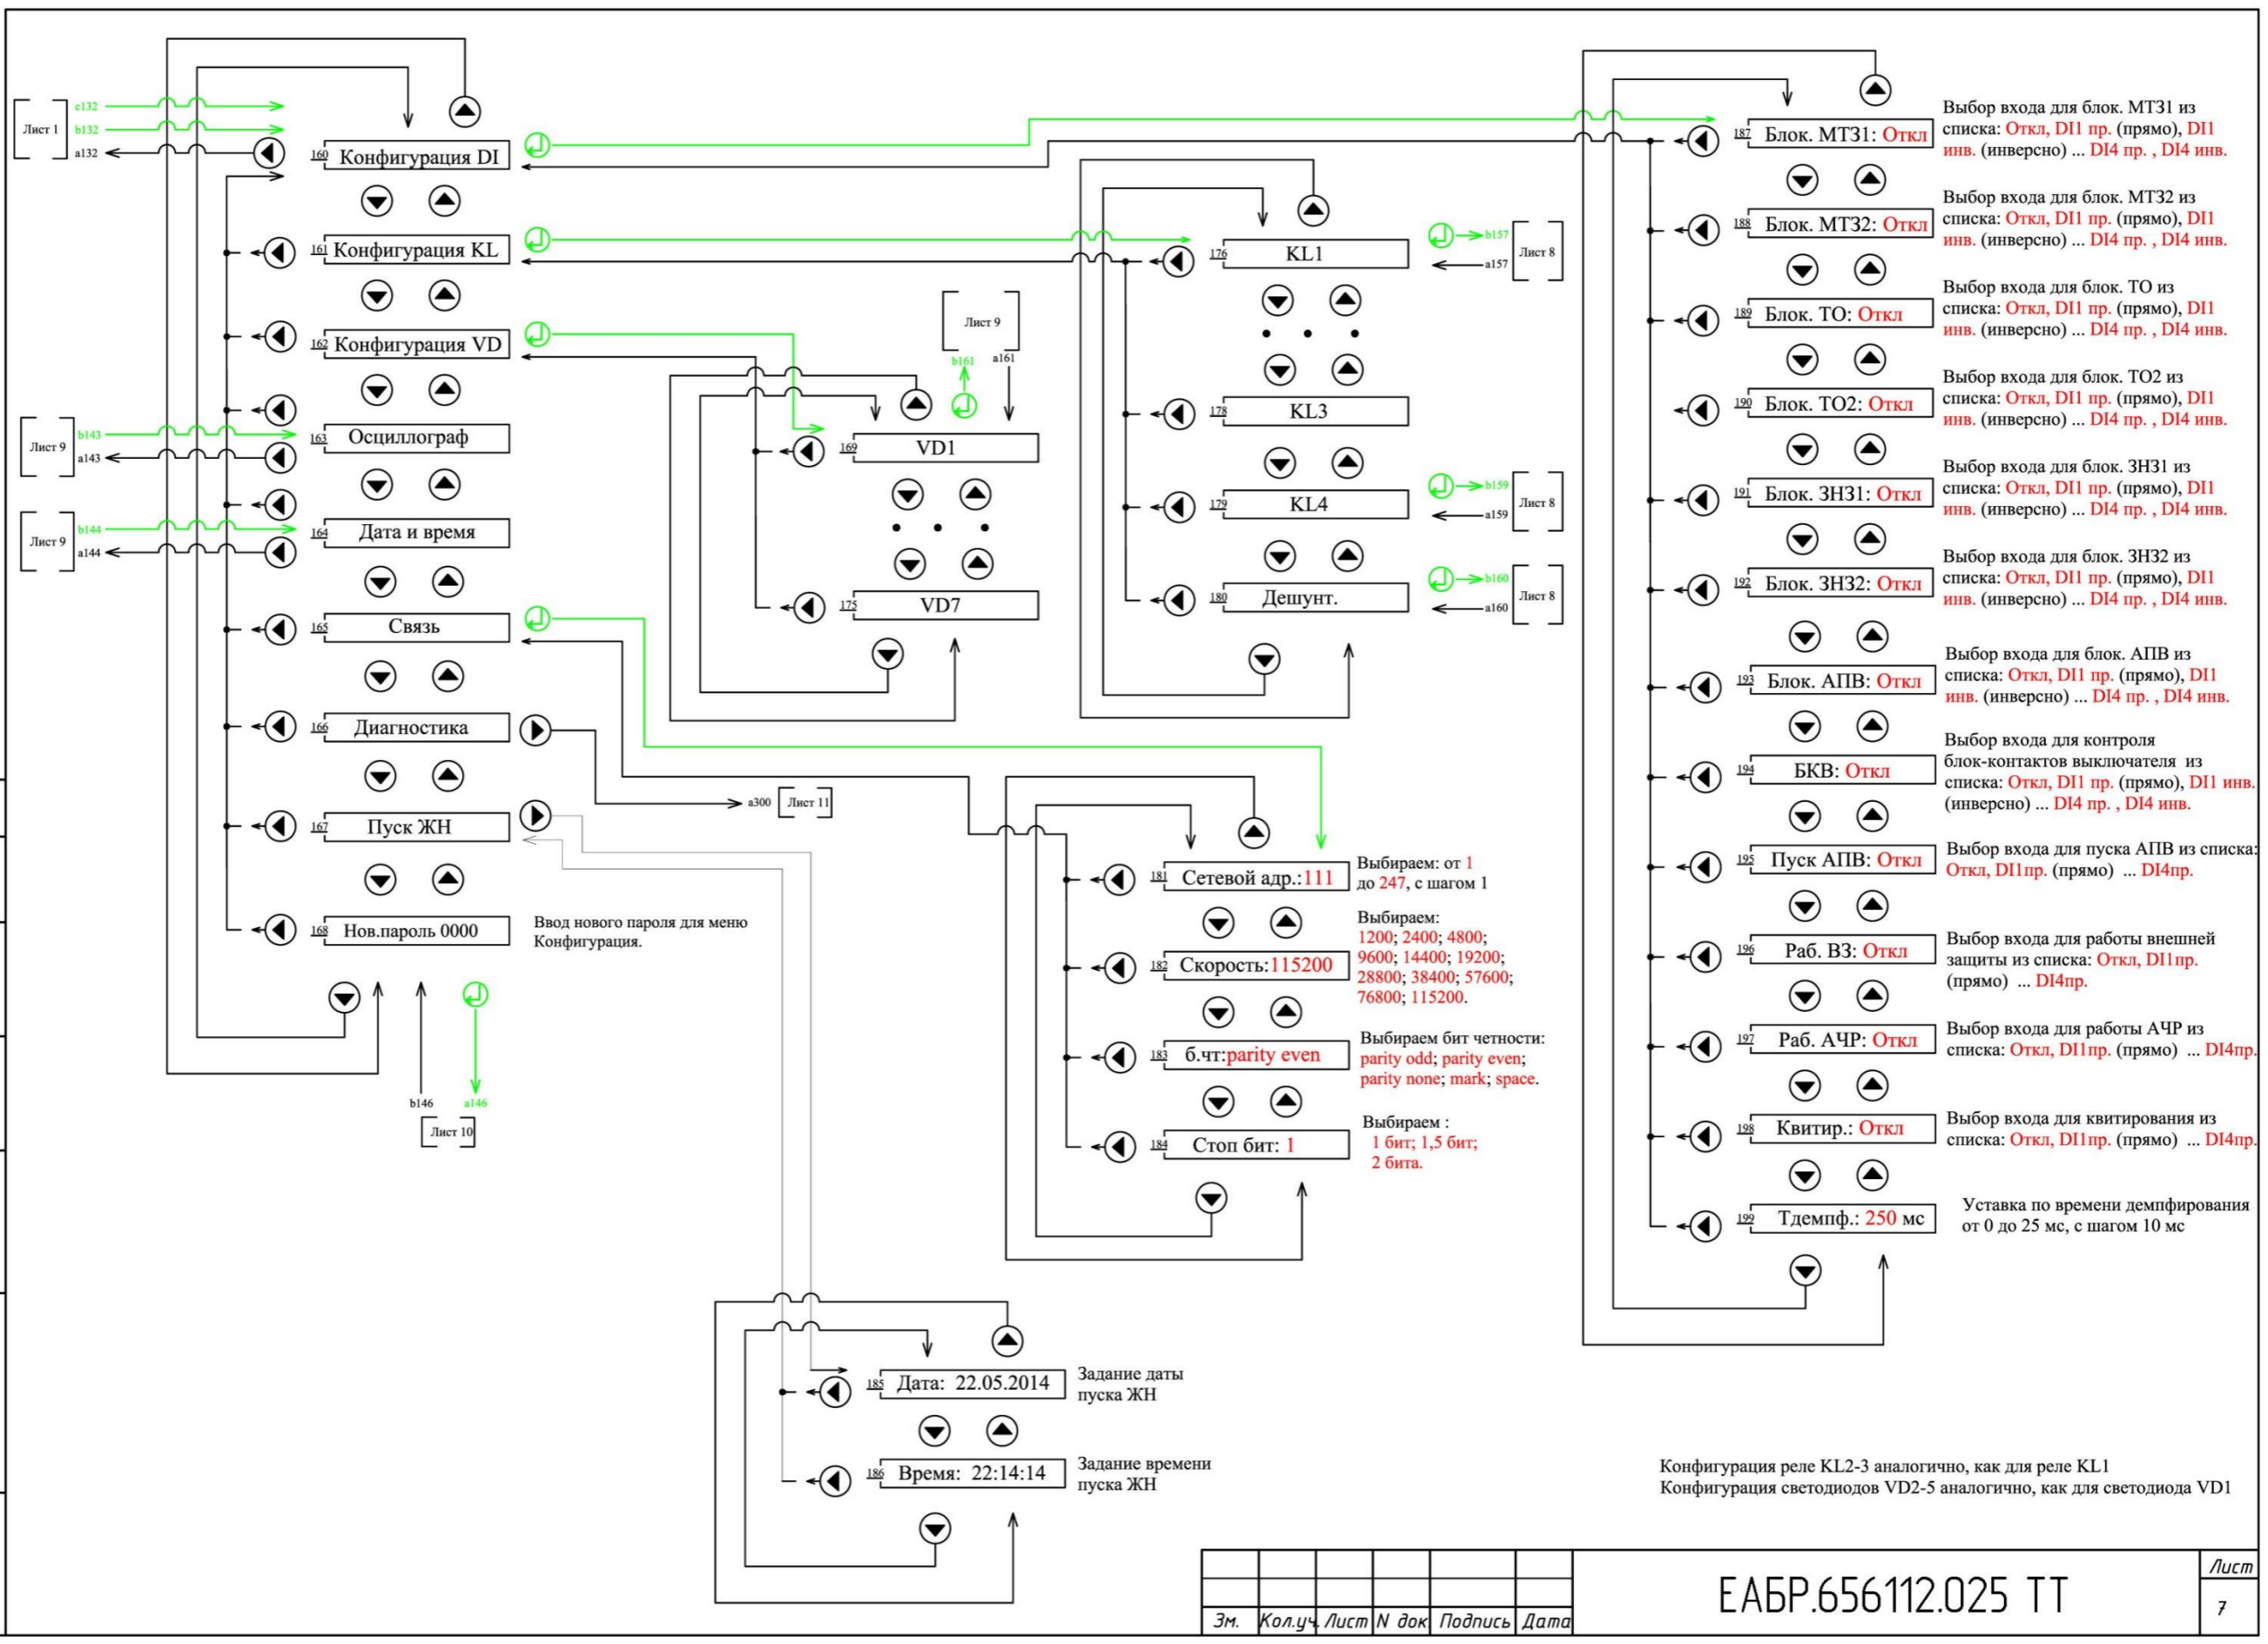 Лист 1
c132
b132
a132
160 Конфигурация DI
161 Конфигурация KL
162 Конфигурация VD
Лист 9
b143
a143
163 Осциллограф
Лист 9
b144
a144
164 Дата и время
165 Связь
166 Диагностика
a300 Лист 11
167 Пуск ЖН
168 Нов.пароль 0000
Ввод нового пароля для меню
Конфигурация.
b146
a146
Лист 10
Лист 9
b161
a161
169 VD1
175 VD7
176 KL1
b157
a157
Лист 8
178 KL3
179 KL4
b159
a159
Лист 8
180 Дешунт.
b160
a160
Лист 8
181 Сетевой адр.:111
Выбираем: от 1
до 247, с шагом 1
182 Скорость:115200
Выбираем:
1200; 2400; 4800;
9600; 14400; 19200;
28800; 38400; 57600;
76800; 115200.
183 б.чт:parity even
Выбираем бит четности:
parity odd; parity even;
parity none; mark; space.
184 Стоп бит: 1
Выбираем :
1 бит; 1,5 бит;
2 бита.
185 Дата: 22.05.2014
Задание даты
пуска ЖН
186 Время: 22:14:14
Задание времени
пуска ЖН
187 Блок. МТЗ1: Откл
Выбор входа для блок. МТЗ1 из
списка: Откл, DI1 пр. (прямо), DI1
инв. (инверсно) ... DI4 пр. , DI4 инв.
188 Блок. МТЗ2: Откл
Выбор входа для блок. МТЗ2 из
списка: Откл, DI1 пр. (прямо), DI1
инв. (инверсно) ... DI4 пр. , DI4 инв.
189 Блок. ТО: Откл
Выбор входа для блок. ТО из
списка: Откл, DI1 пр. (прямо), DI1
инв. (инверсно) ... DI4 пр. , DI4 инв.
190 Блок. ТО2: Откл
Выбор входа для блок. ТО2 из
списка: Откл, DI1 пр. (прямо), DI1
инв. (инверсно) ... DI4 пр. , DI4 инв.
191 Блок. ЗНЗ1: Откл
Выбор входа для блок. ЗНЗ1 из
списка: Откл, DI1 пр. (прямо), DI1
инв. (инверсно) ... DI4 пр. , DI4 инв.
192 Блок. ЗНЗ2: Откл
Выбор входа для блок. ЗНЗ2 из
списка: Откл, DI1 пр. (прямо), DI1
инв. (инверсно) ... DI4 пр. , DI4 инв.
193 Блок. АПВ: Откл
Выбор входа для блок. АПВ из
списка: Откл, DI1 пр. (прямо), DI1
инв. (инверсно) ... DI4 пр. , DI4 инв.
194 БКВ: Откл
Выбор входа для контроля
блок-контактов выключателя из
списка: Откл, DI1 пр. (прямо), DI1 инв.
(инверсно) ... DI4 пр. , DI4 инв.
195 Пуск АПВ: Откл
Выбор входа для пуска АПВ из списка:
Откл, DI1пр. (прямо) ... DI4пр.
196 Раб. ВЗ: Откл
Выбор входа для работы внешней
защиты из списка: Откл, DI1пр.
(прямо) ... DI4пр.
197 Раб. АЧР: Откл
Выбор входа для работы АЧР из
списка: Откл, DI1пр. (прямо) ... DI4пр.
198 Квитир.: Откл
Выбор входа для квитирования из
списка: Откл, DI1пр. (прямо) ... DI4пр.
199 Тдемпф.: 250 мс
Уставка по времени демпфирования
от 0 до 25 мс, с шагом 10 мс
Конфигурация реле KL2-3 аналогично, как для реле KL1
Конфигурация светодиодов VD2-5 аналогично, как для светодиода VD1
Зм. Кол.уч. Лист N док. Подпись Дата
ЕАБР.656112.025 ТТ
Лист
7